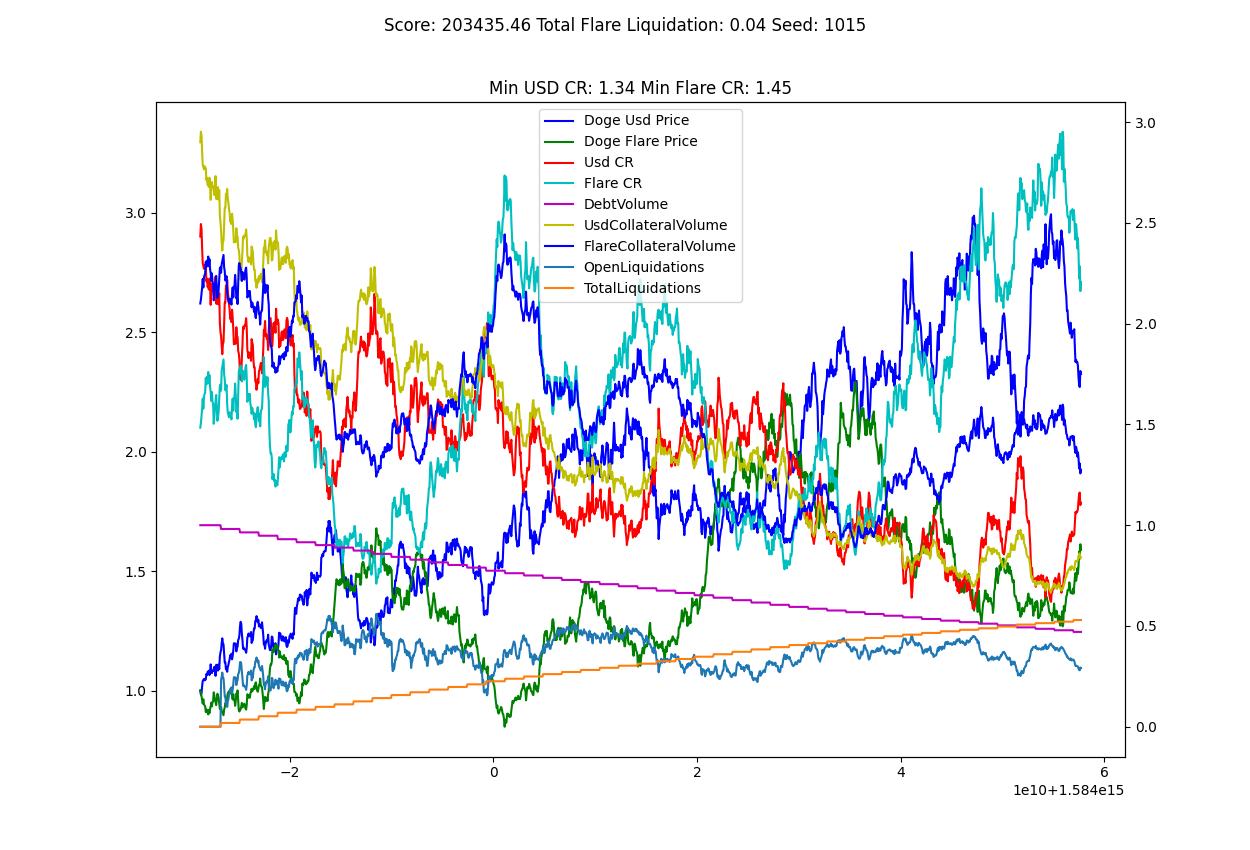 Score: 203435.46 Total Flare Liquidation: 0.04 Seed: 1015
Min USD CR: 1.34 Min Flare CR: 1.45
Doge Usd Price
Doge Flare Price
Usd CR
Flare CR
DebtVolume
UsdCollateralVolume
FlareCollateralVolume
OpenLiquidations
TotalLiquidations
3.0
2.5
2.0
1.5
1.0
3.0
2.5
2.0
1.5
1.0
0.5
0.0
−2 0 2 4 6
1e10+1.584e15